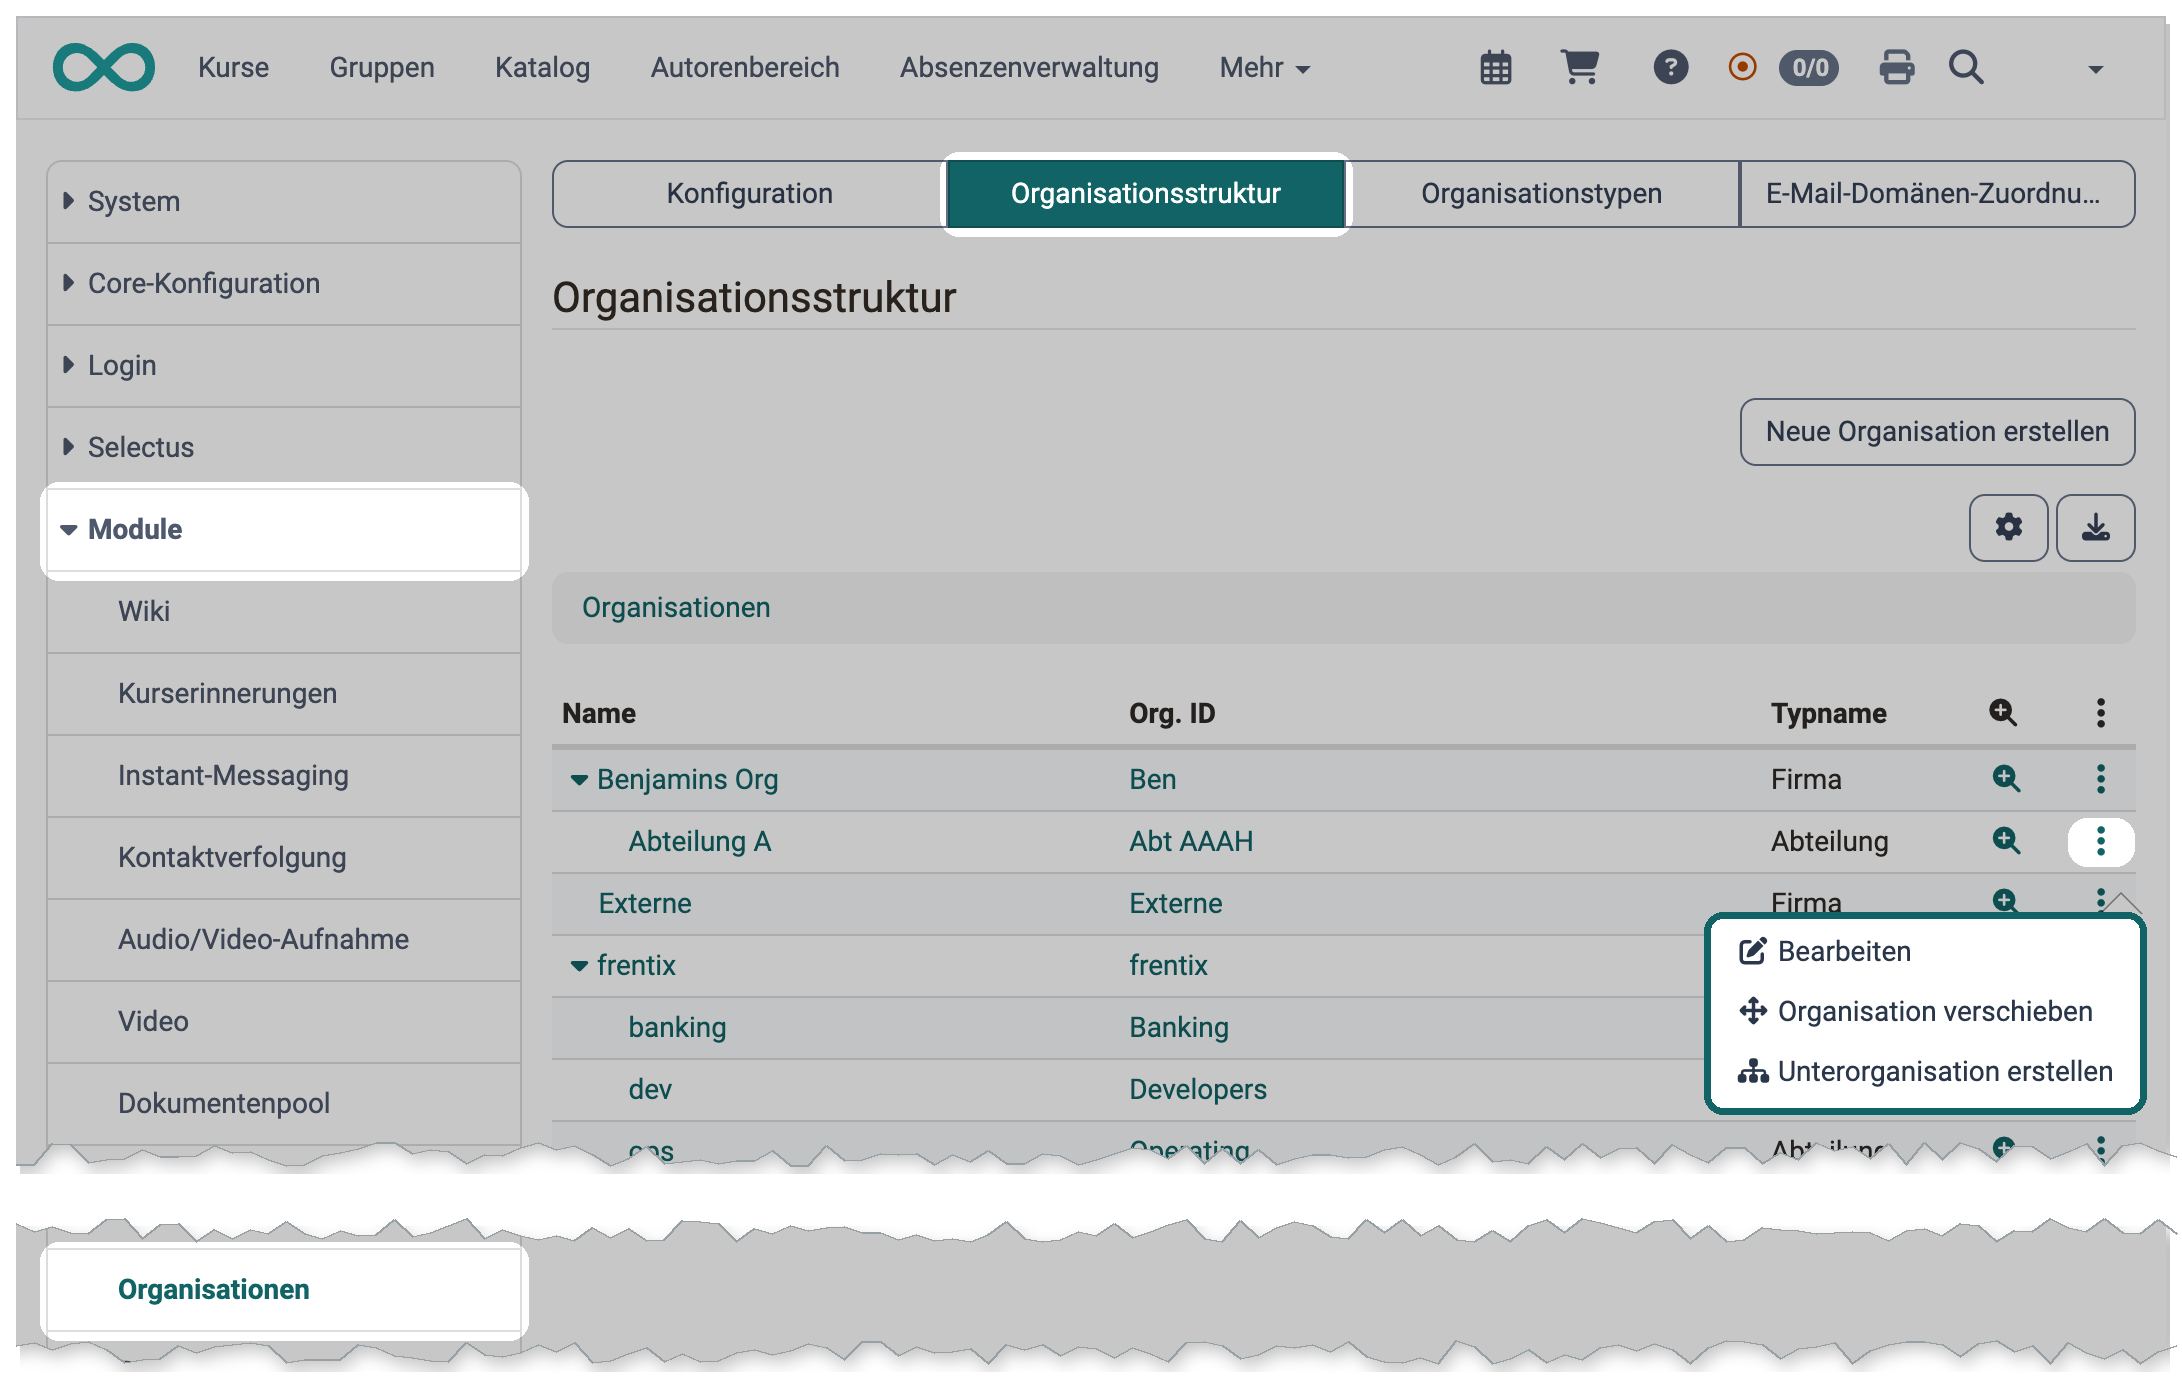 Kurse Gruppen Katalog Autorenbereich Absenzenverwaltung Mehr ? 0/0
System
Core-Konfiguration
Login
Selectus
Module
Wiki
Kurserinnerungen
Instant-Messaging
Kontaktverfolgung
Audio/Video-Aufnahme
Video
Dokumentenpool
Konfiguration Organisationsstruktur Organisationstypen E-Mail-Domänen-Zuordnu...
Organisationsstruktur
Neue Organisation erstellen
Organisationen
Name Org. ID Typname
Benjamins Org Ben Firma
Abteilung A Abt AAAH Abteilung
Externe Externe Firma
frentix frentix
banking Banking
dev Developers
ops Operating Abteilung
Bearbeiten
Organisation verschieben
Unterorganisation erstellen
Organisationen